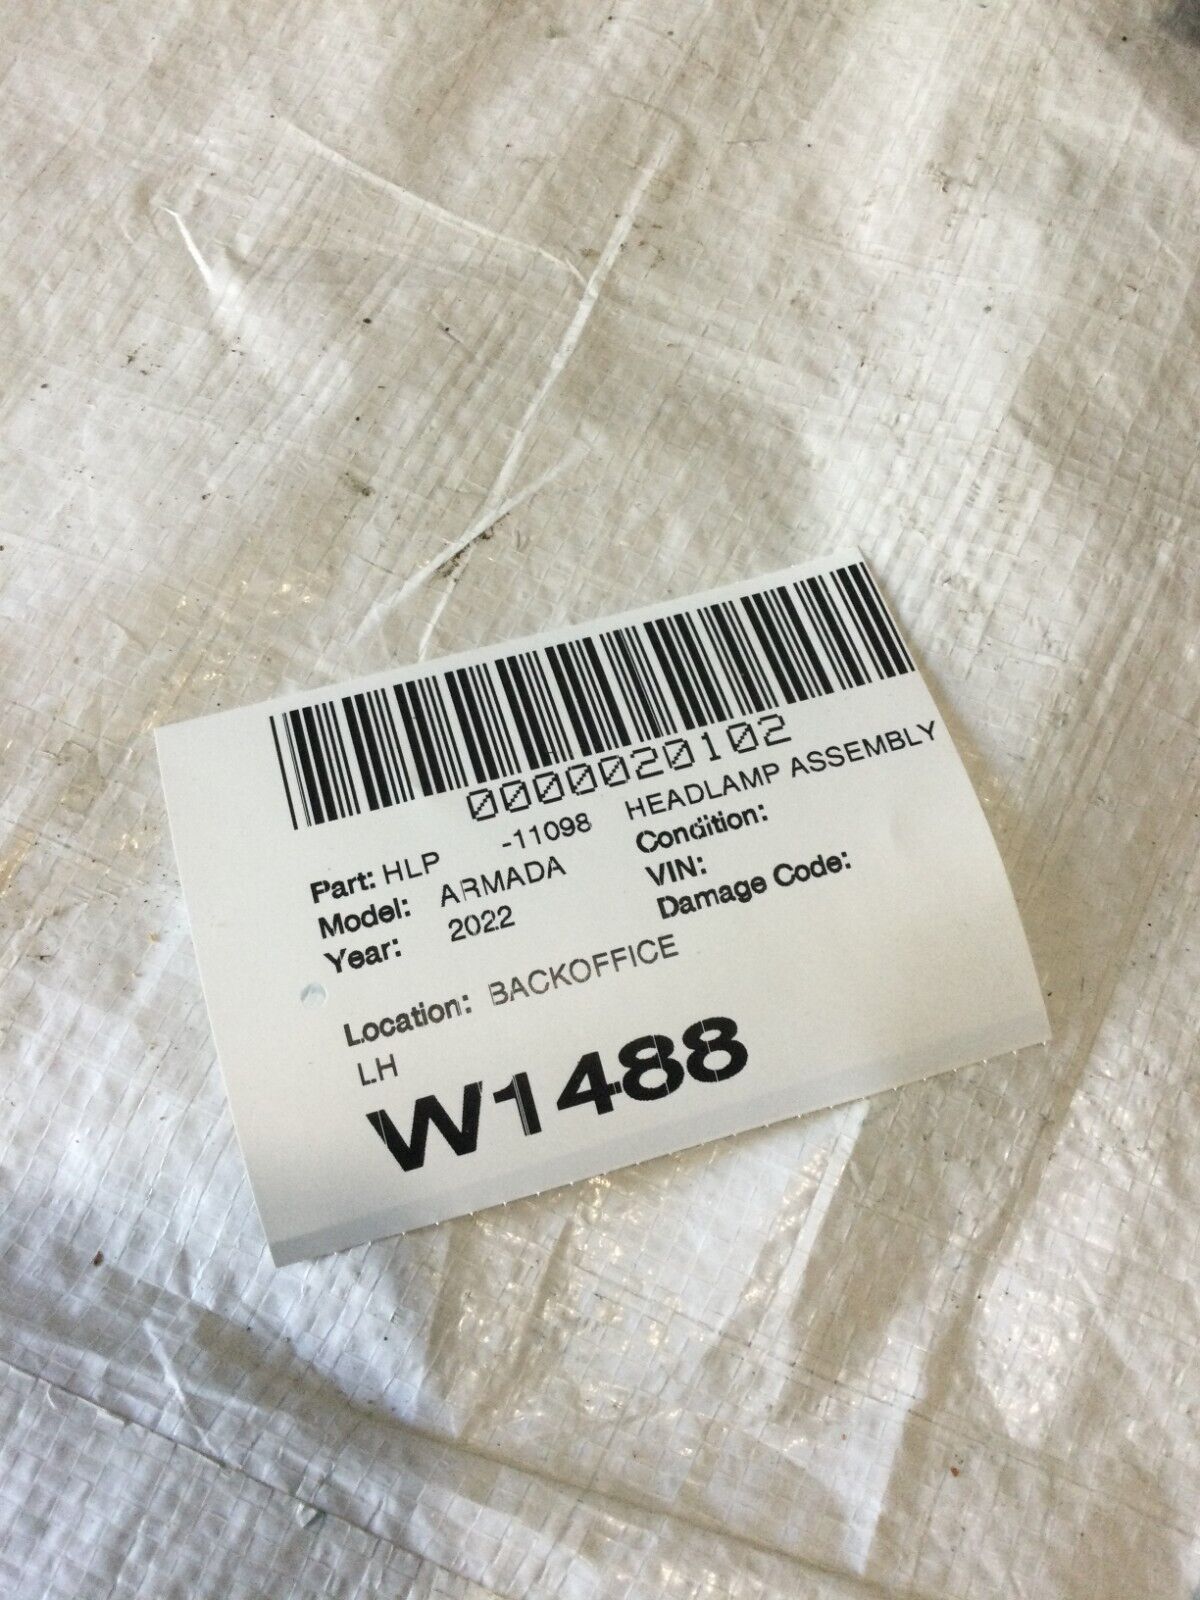 0000020102
Part: HLP -11098 HEADLAMP ASSEMBLY
Model: ARMADA Condition:
Year: 2022 VIN:
Damage Code:
Location: BACKOFFICE
LH
W1488